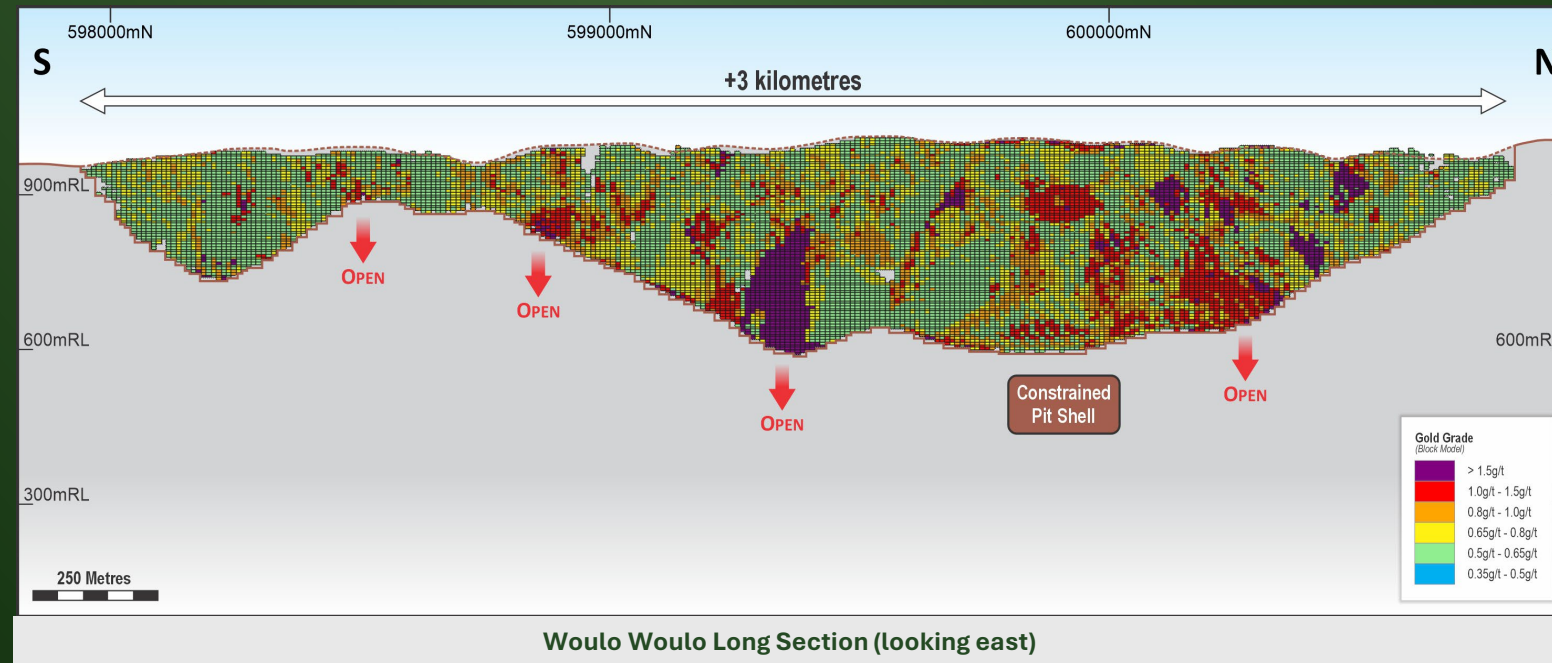 598000mN
599000mN
600000mN
S
N
+3 kilometres
900mRL
OPEN
OPEN
600mRL
600mR
OPEN
OPEN
Constrained
Pit Shell
300mRL
250 Metres
Gold Grade
(Block Model)
> 1.5g/t
1.0g/t - 1.5g/t
0.8g/t - 1.0g/t
0.65g/t - 0.8g/t
0.5g/t - 0.65g/t
0.35g/t - 0.5g/t
Woulo Woulo Long Section (looking east)